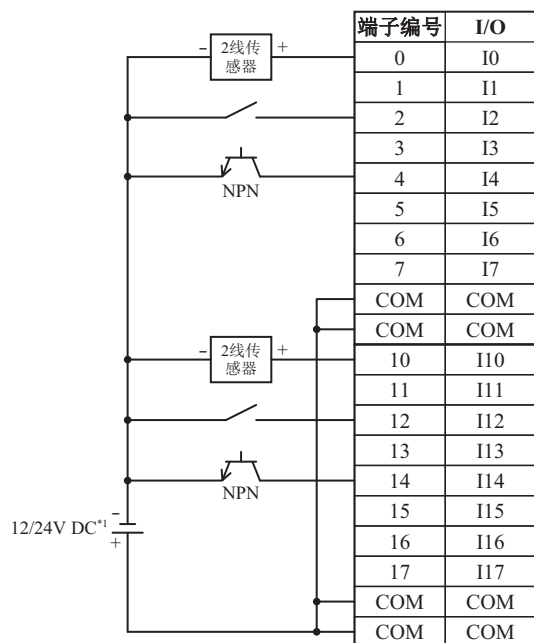 端子编号 I/O
- 2线传感器 + 0 I0
1 I1
2 I2
3 I3
NPN 4 I4
5 I5
6 I6
7 I7
COM COM
COM COM
- 2线传感器 + 10 I10
11 I11
12 I12
13 I13
NPN 14 I14
15 I15
12/24V DC*1 - + 16 I16
17 I17
COM COM
COM COM